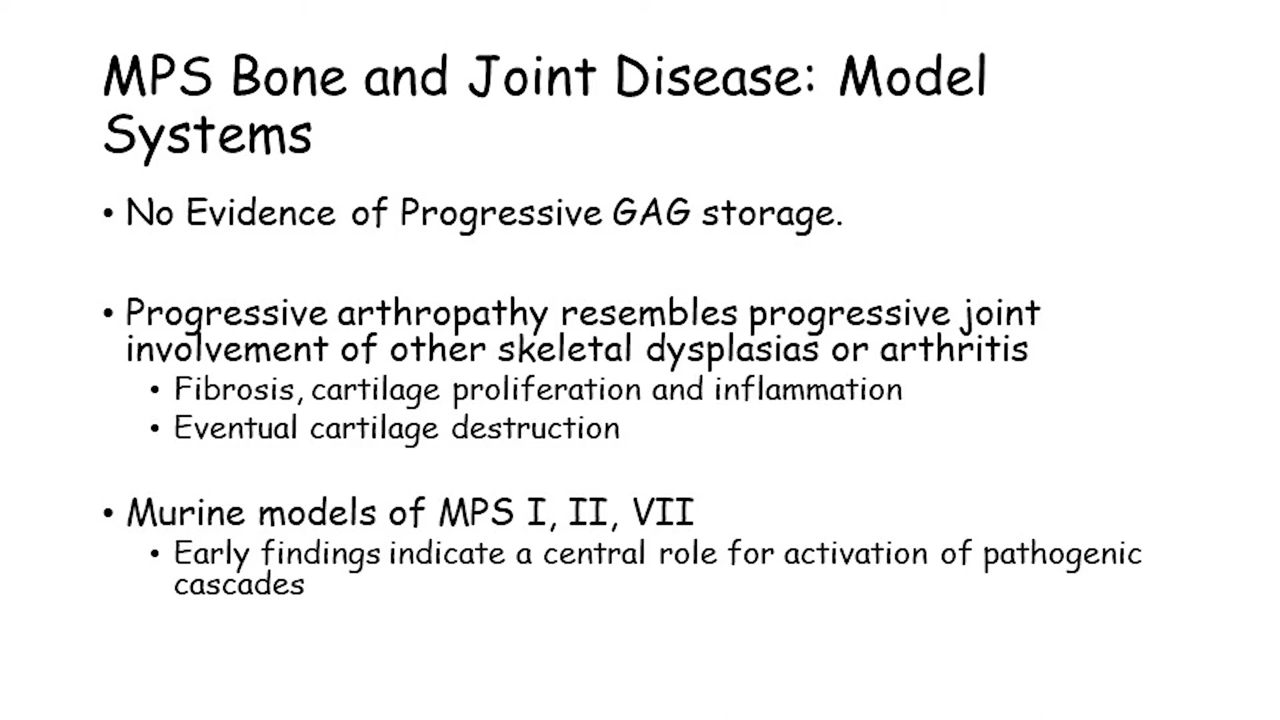 MPS Bone and Joint Disease: Model
Systems
• No Evidence of Progressive GAG storage.
• Progressive arthropathy resembles progressive joint
involvement of other skeletal dysplasias or arthritis
• Fibrosis, cartilage proliferation and inflammation
• Eventual cartilage destruction
• Murine models of MPS I, II, VII
• Early findings indicate a central role for activation of pathogenic
cascades